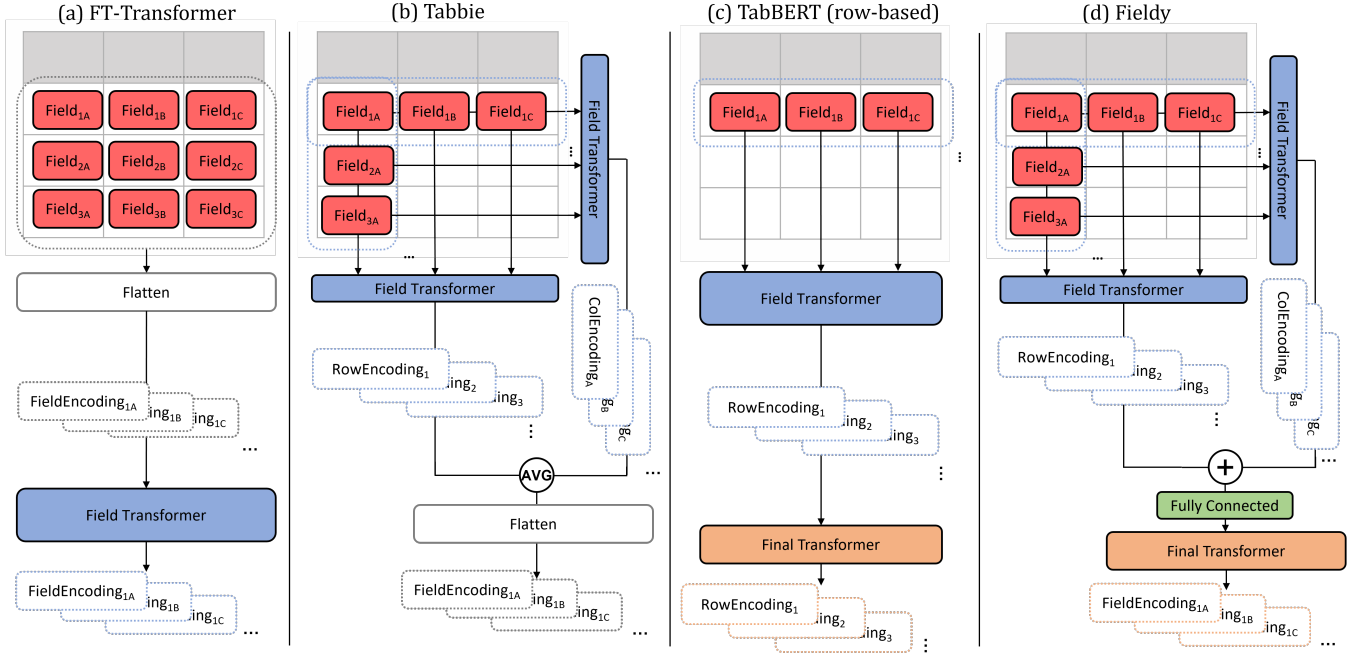 (a) FT-Transformer
Field1A Field1B Field1C
Field2A Field2B Field2C
Field3A Field3B Field3C
Flatten
FieldEncoding1A
ing1B
ing1C
...
Field Transformer
FieldEncoding1A
ing1B
ing1C
...
(b) Tabbie
Field1A Field1B Field1C
...
Field2A
Field3A
...
Field Transformer
Field Transformer
RowEncoding1
ing2
ing3
...
ColEncodingA
gB
gC
...
AVG
Flatten
FieldEncoding1A
ing1B
ing1C
...
(c) TabBERT (row-based)
Field1A Field1B Field1C
...
Field Transformer
RowEncoding1
ing2
ing3
...
Final Transformer
RowEncoding1
ing2
ing3
...
(d) Fieldy
Field1A Field1B Field1C
...
Field2A
Field3A
...
Field Transformer
Field Transformer
RowEncoding1
ing2
ing3
...
ColEncodingA
gB
gC
...
+
Fully Connected
Final Transformer
FieldEncoding1A
ing1B
ing1C
...